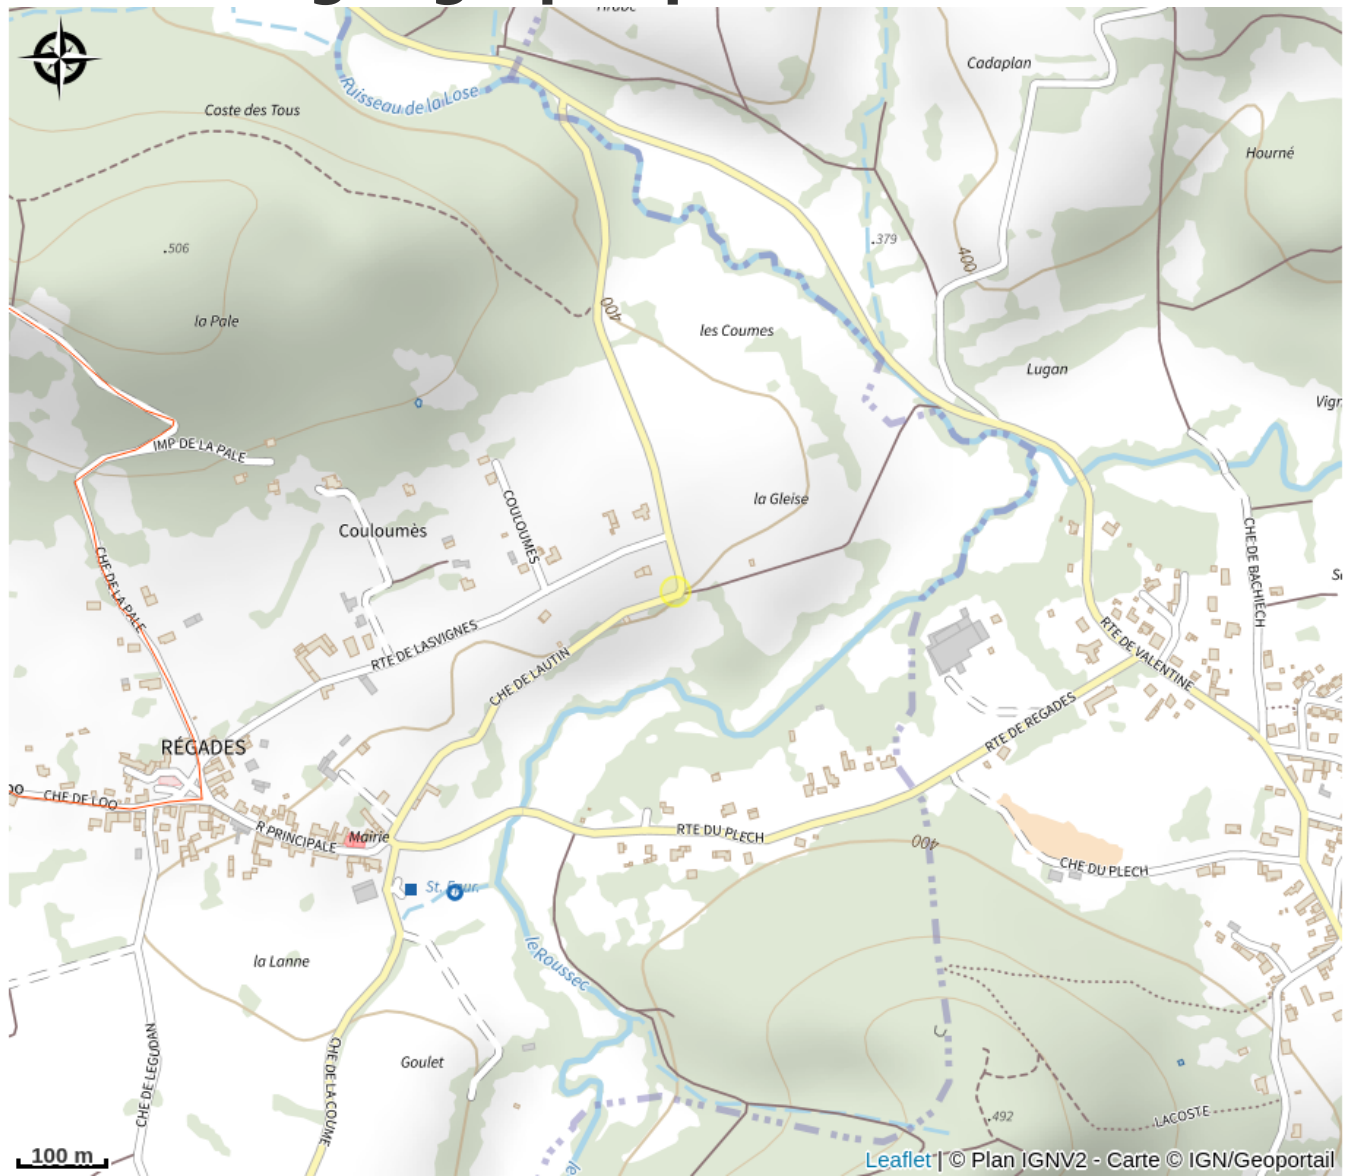 Cadaplan
Ruisseau de la Lose
Coste des Tous
Hourné
.506
.379
400
400
la Pale
les Coumes
Lugan
IMP DE LA PALE
la Gleise
COULOUMES
Couloumès
CHE DE BACHIECH
CHE DE LA PALE
RTE DE LASVIGNES
CHE DE LAUTIN
RTE DE VALENTINE
RTE DE REGADES
RÉGADES
CHE DE LOO
R PRINCIPALE
Mairie
RTE DU PLECH
400
CHE DU PLECH
St. Épur.
la Lanne
le Roussec
CHE DE LEGUDAN
CHE DE LA COUME
Goulet
.492
LACOSTE
100 m
Leaflet | © Plan IGNV2 - Carte © IGN/Geoportail